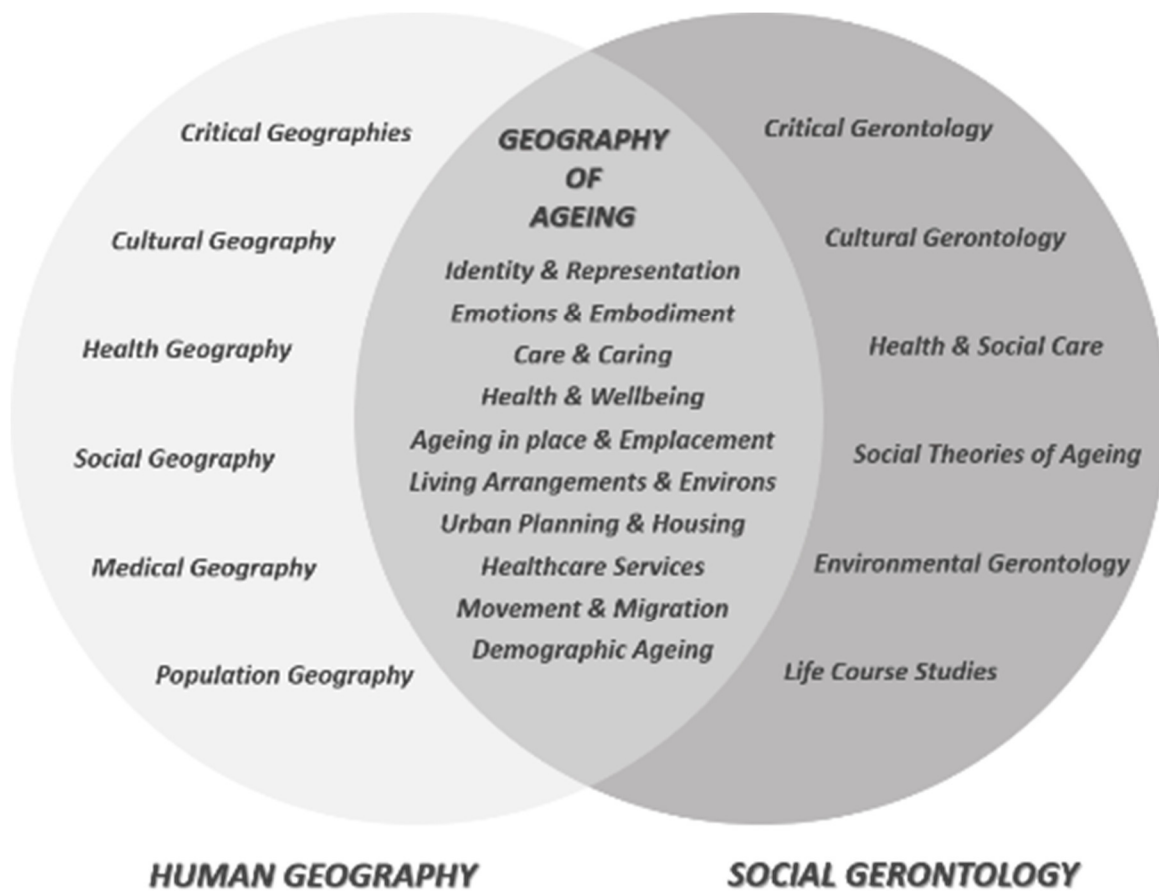 Critical Geographies
Cultural Geography
Health Geography
Social Geography
Medical Geography
Population Geography
GEOGRAPHY
OF
AGEING
Identity & Representation
Emotions & Embodiment
Care & Caring
Health & Wellbeing
Ageing in place & Emplacement
Living Arrangements & Environs
Urban Planning & Housing
Healthcare Services
Movement & Migration
Demographic Ageing
Critical Gerontology
Cultural Gerontology
Health & Social Care
Social Theories of Ageing
Environmental Gerontology
Life Course Studies
HUMAN GEOGRAPHY
SOCIAL GERONTOLOGY